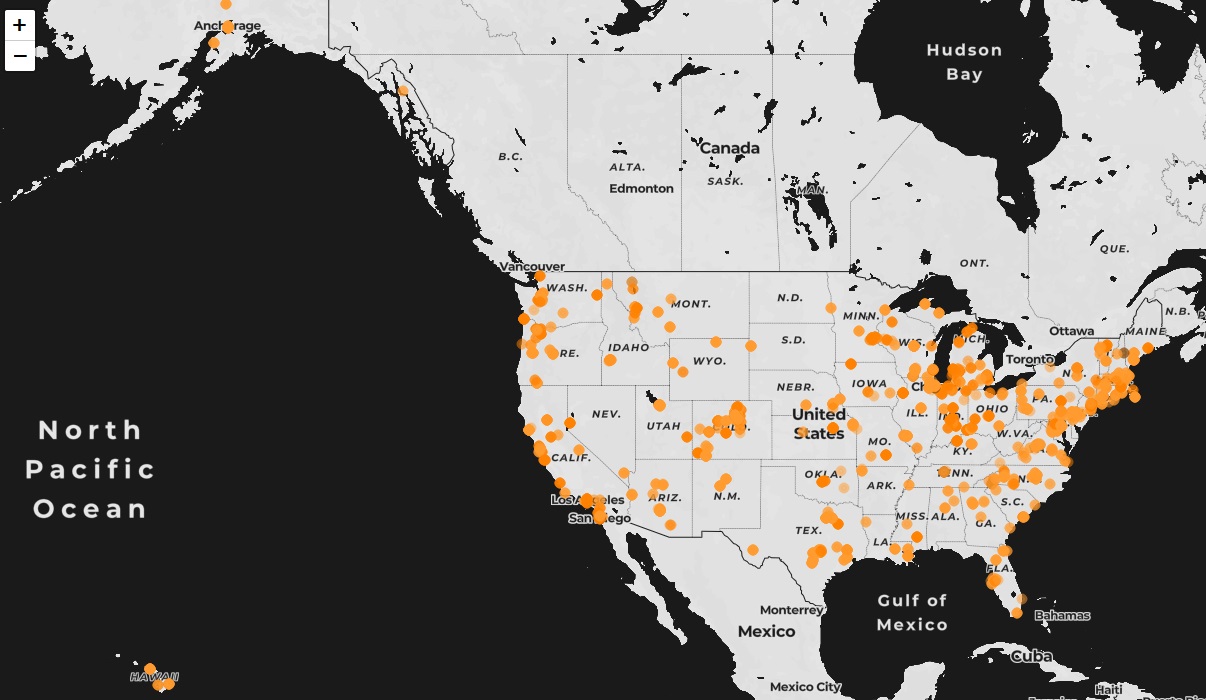 +
−
Anchorage
Hudson
Bay
Canada
B.C.
ALTA.
Edmonton
SASK.
MAN.
ONT.
QUE.
Vancouver
WASH.
MONT.
N.D.
MINN.
N.B.
Ottawa
MAINE
Toronto
IDAHO
WYO.
S.D.
WIS.
MICH.
NEBR.
IOWA
NEV.
UTAH
COLO.
United
States
ILL.
IND.
OHIO
PA.
W.VA.
North
Pacific
Ocean
CALIF.
MO.
KY.
OKLA.
ARK.
TENN.
Los Angeles
ARIZ.
N.M.
S.C.
San Diego
TEX.
MISS.
ALA.
GA.
LA.
FLA.
Gulf of
Mexico
Monterrey
Bahamas
Mexico
Cuba
HAWAII
Mexico City
Haiti